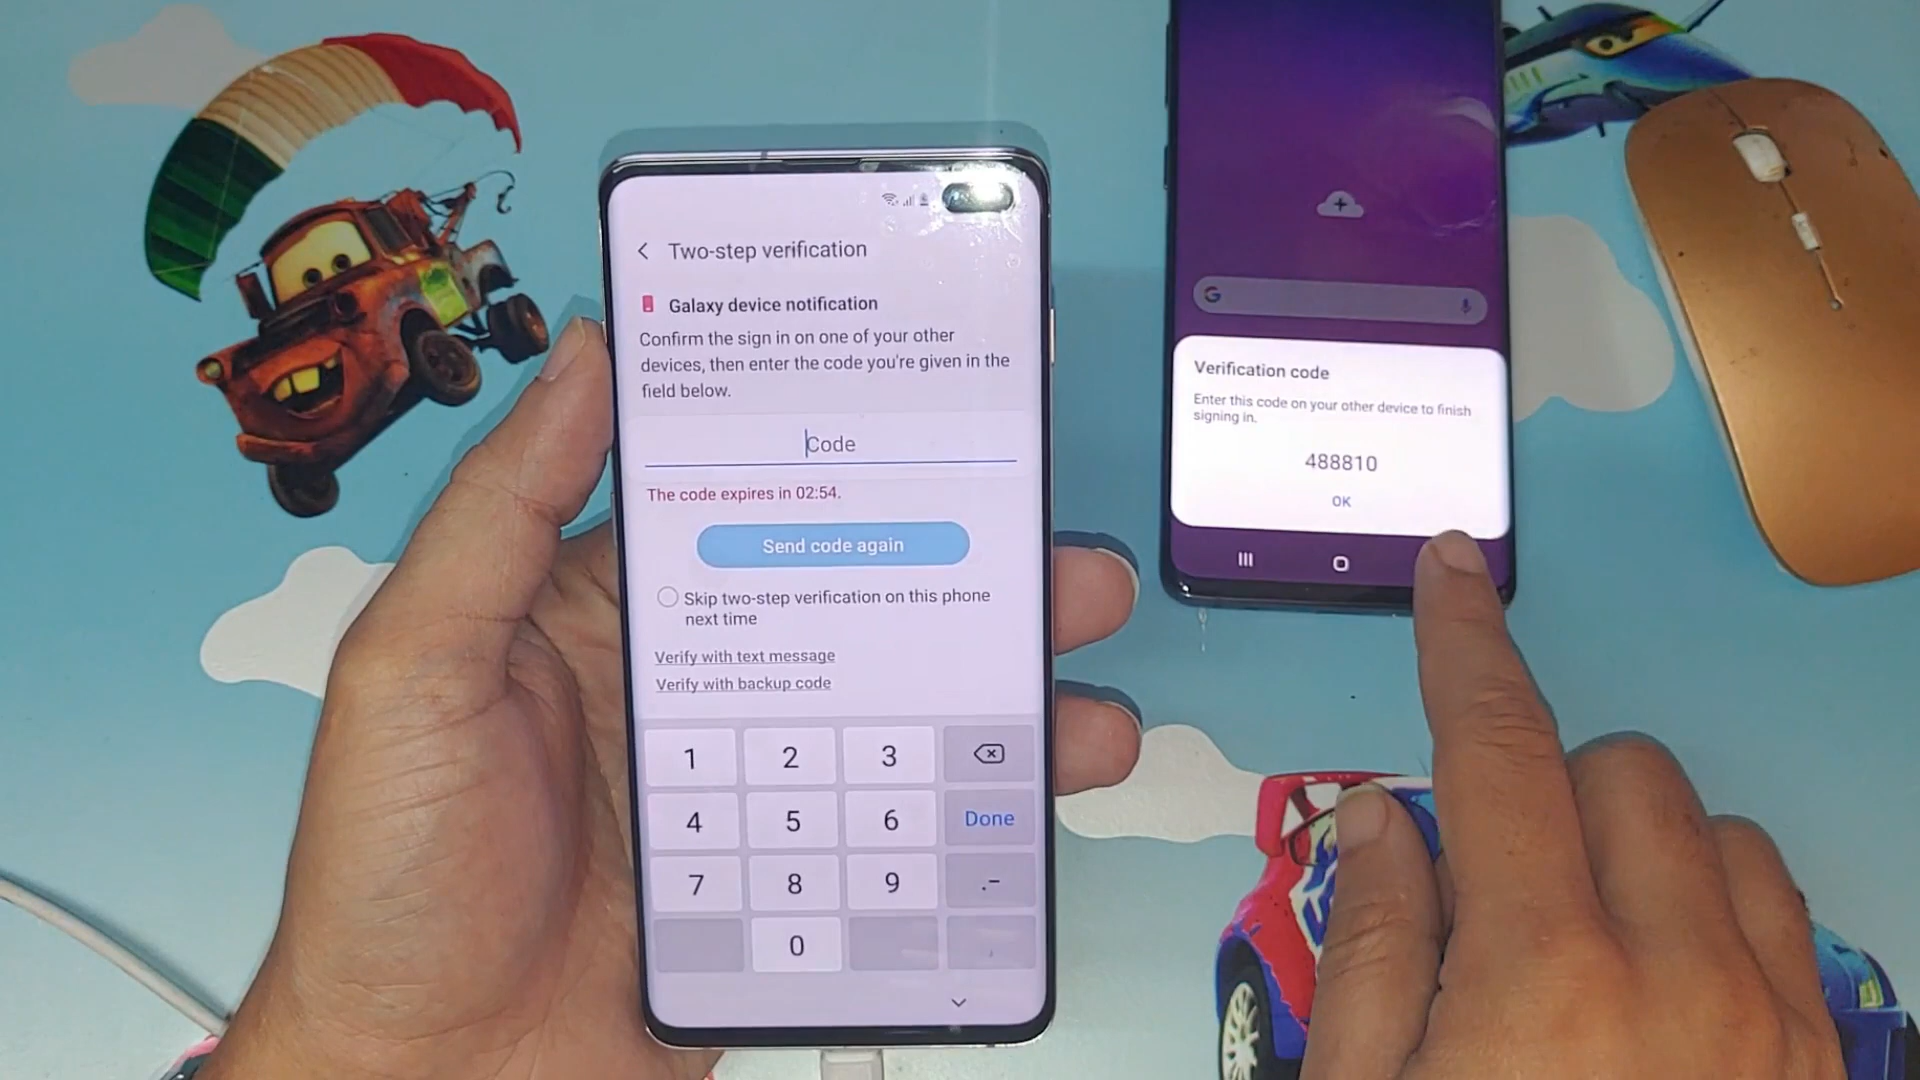 Two-step verification
Galaxy device notification
Confirm the sign in on one of your other
devices, then enter the code you're given in the
field below.
Code
The code expires in 02:54.
Send code again
Skip two-step verification on this phone
next time
Verify with text message
Verify with backup code
1 2 3
4 5 6 Done
7 8 9 .-
0 ,
G
Verification code
Enter this code on your other device to finish
signing in.
488810
OK